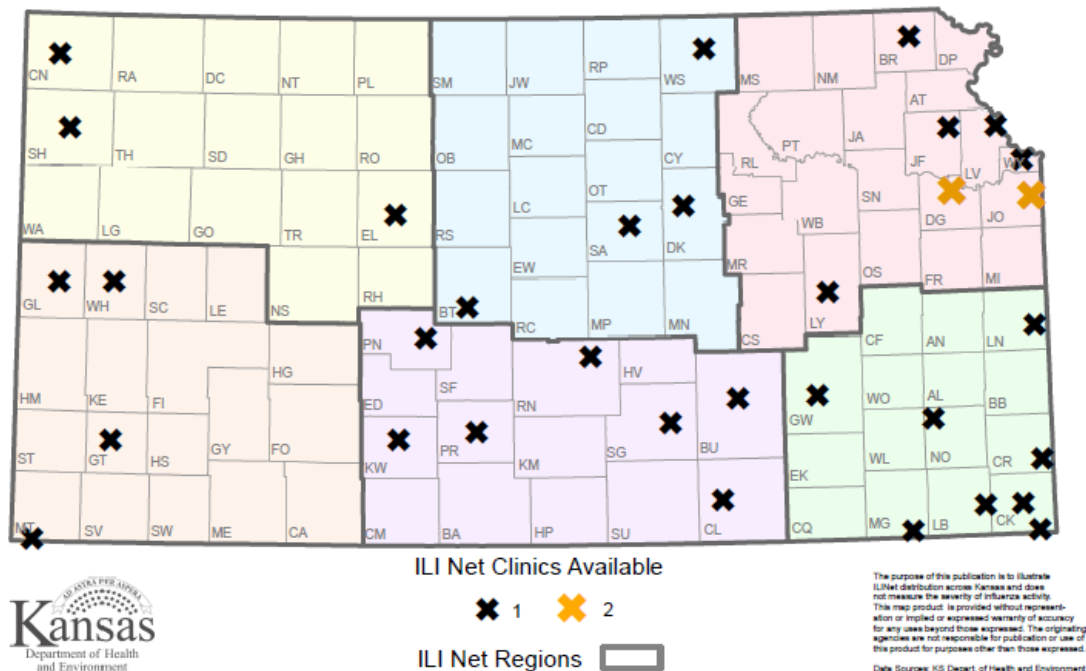 CN RA DC NT PL SM JW RP WS MS NM BR DP
AT
SH TH SD GH RO OB MC CD CY RL PT JA JF LV WY
WA LG GO TR EL RS LC OT GE WB SN DG JO
SA DK
GL WH SC LE NS RH BT EW MR OS FR MI
RC MP MN CS LY
PN CF AN LN
HM KE FI HG ED SF RN HV WO AL BB
GW
ST GT HS GY FO KW PR KM SG BU EK WL NO CR
MT SV SW ME CA CM BA HP SU CL CQ MG LB CK
ILI Net Clinics Available
1 2
ILI Net Regions
AD ASTRA PER ASPERA
Kansas
Department of Health
and Environment
The purpose of this publication is to illustrate
ILINet distribution across Kansas and does
not measure the severity of influenza activity.
This map product is provided without represent-
ation or implied or expressed warranty of accuracy
for any uses beyond those expressed. The originating
agencies are not responsible for publication or use of
this product for purposes other than those expressed.
Data Sources: KS Depart. of Health and Environment